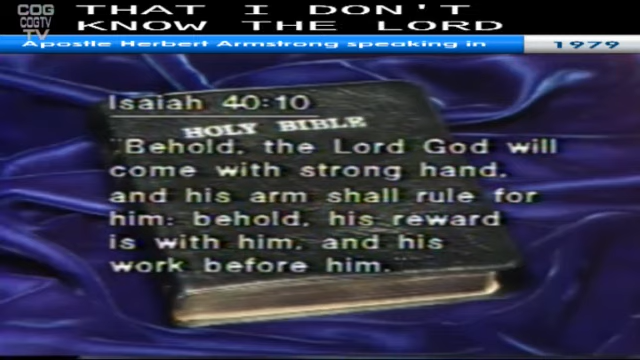 COG
COGTV
TV
THAT I DON'T
KNOW THE LORD
Apostle Herbert Armstrong speaking in 1979
Isaiah 40:10
HOLY BIBLE
"Behold, the Lord God will
come with strong hand,
and his arm shall rule for
him: behold, his reward
is with him, and his
work before him."